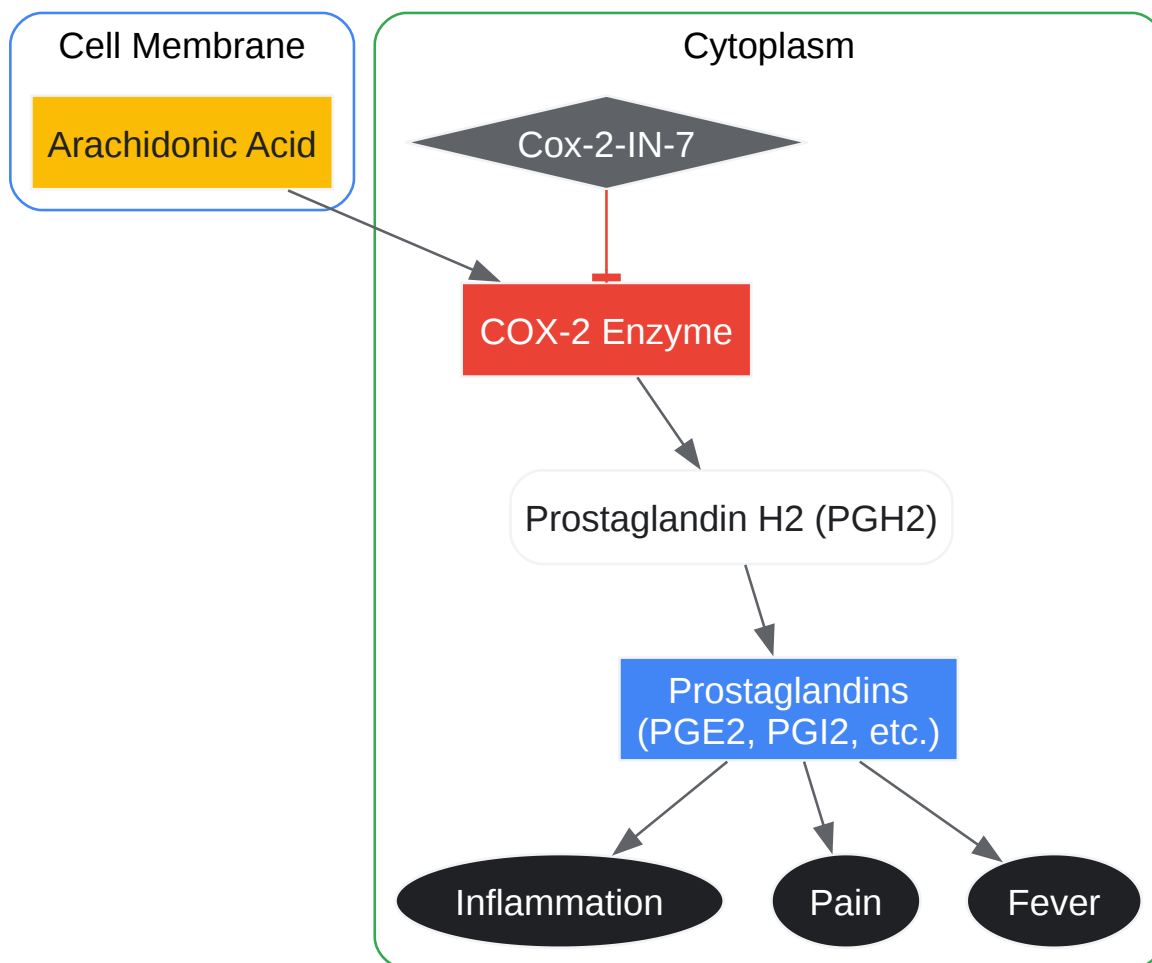 Cell Membrane
Cytoplasm
Arachidonic Acid
Cox-2-IN-7
COX-2 Enzyme
Prostaglandin H2 (PGH2)
Prostaglandins
(PGE2, PGI2, etc.)
Inflammation
Pain
Fever